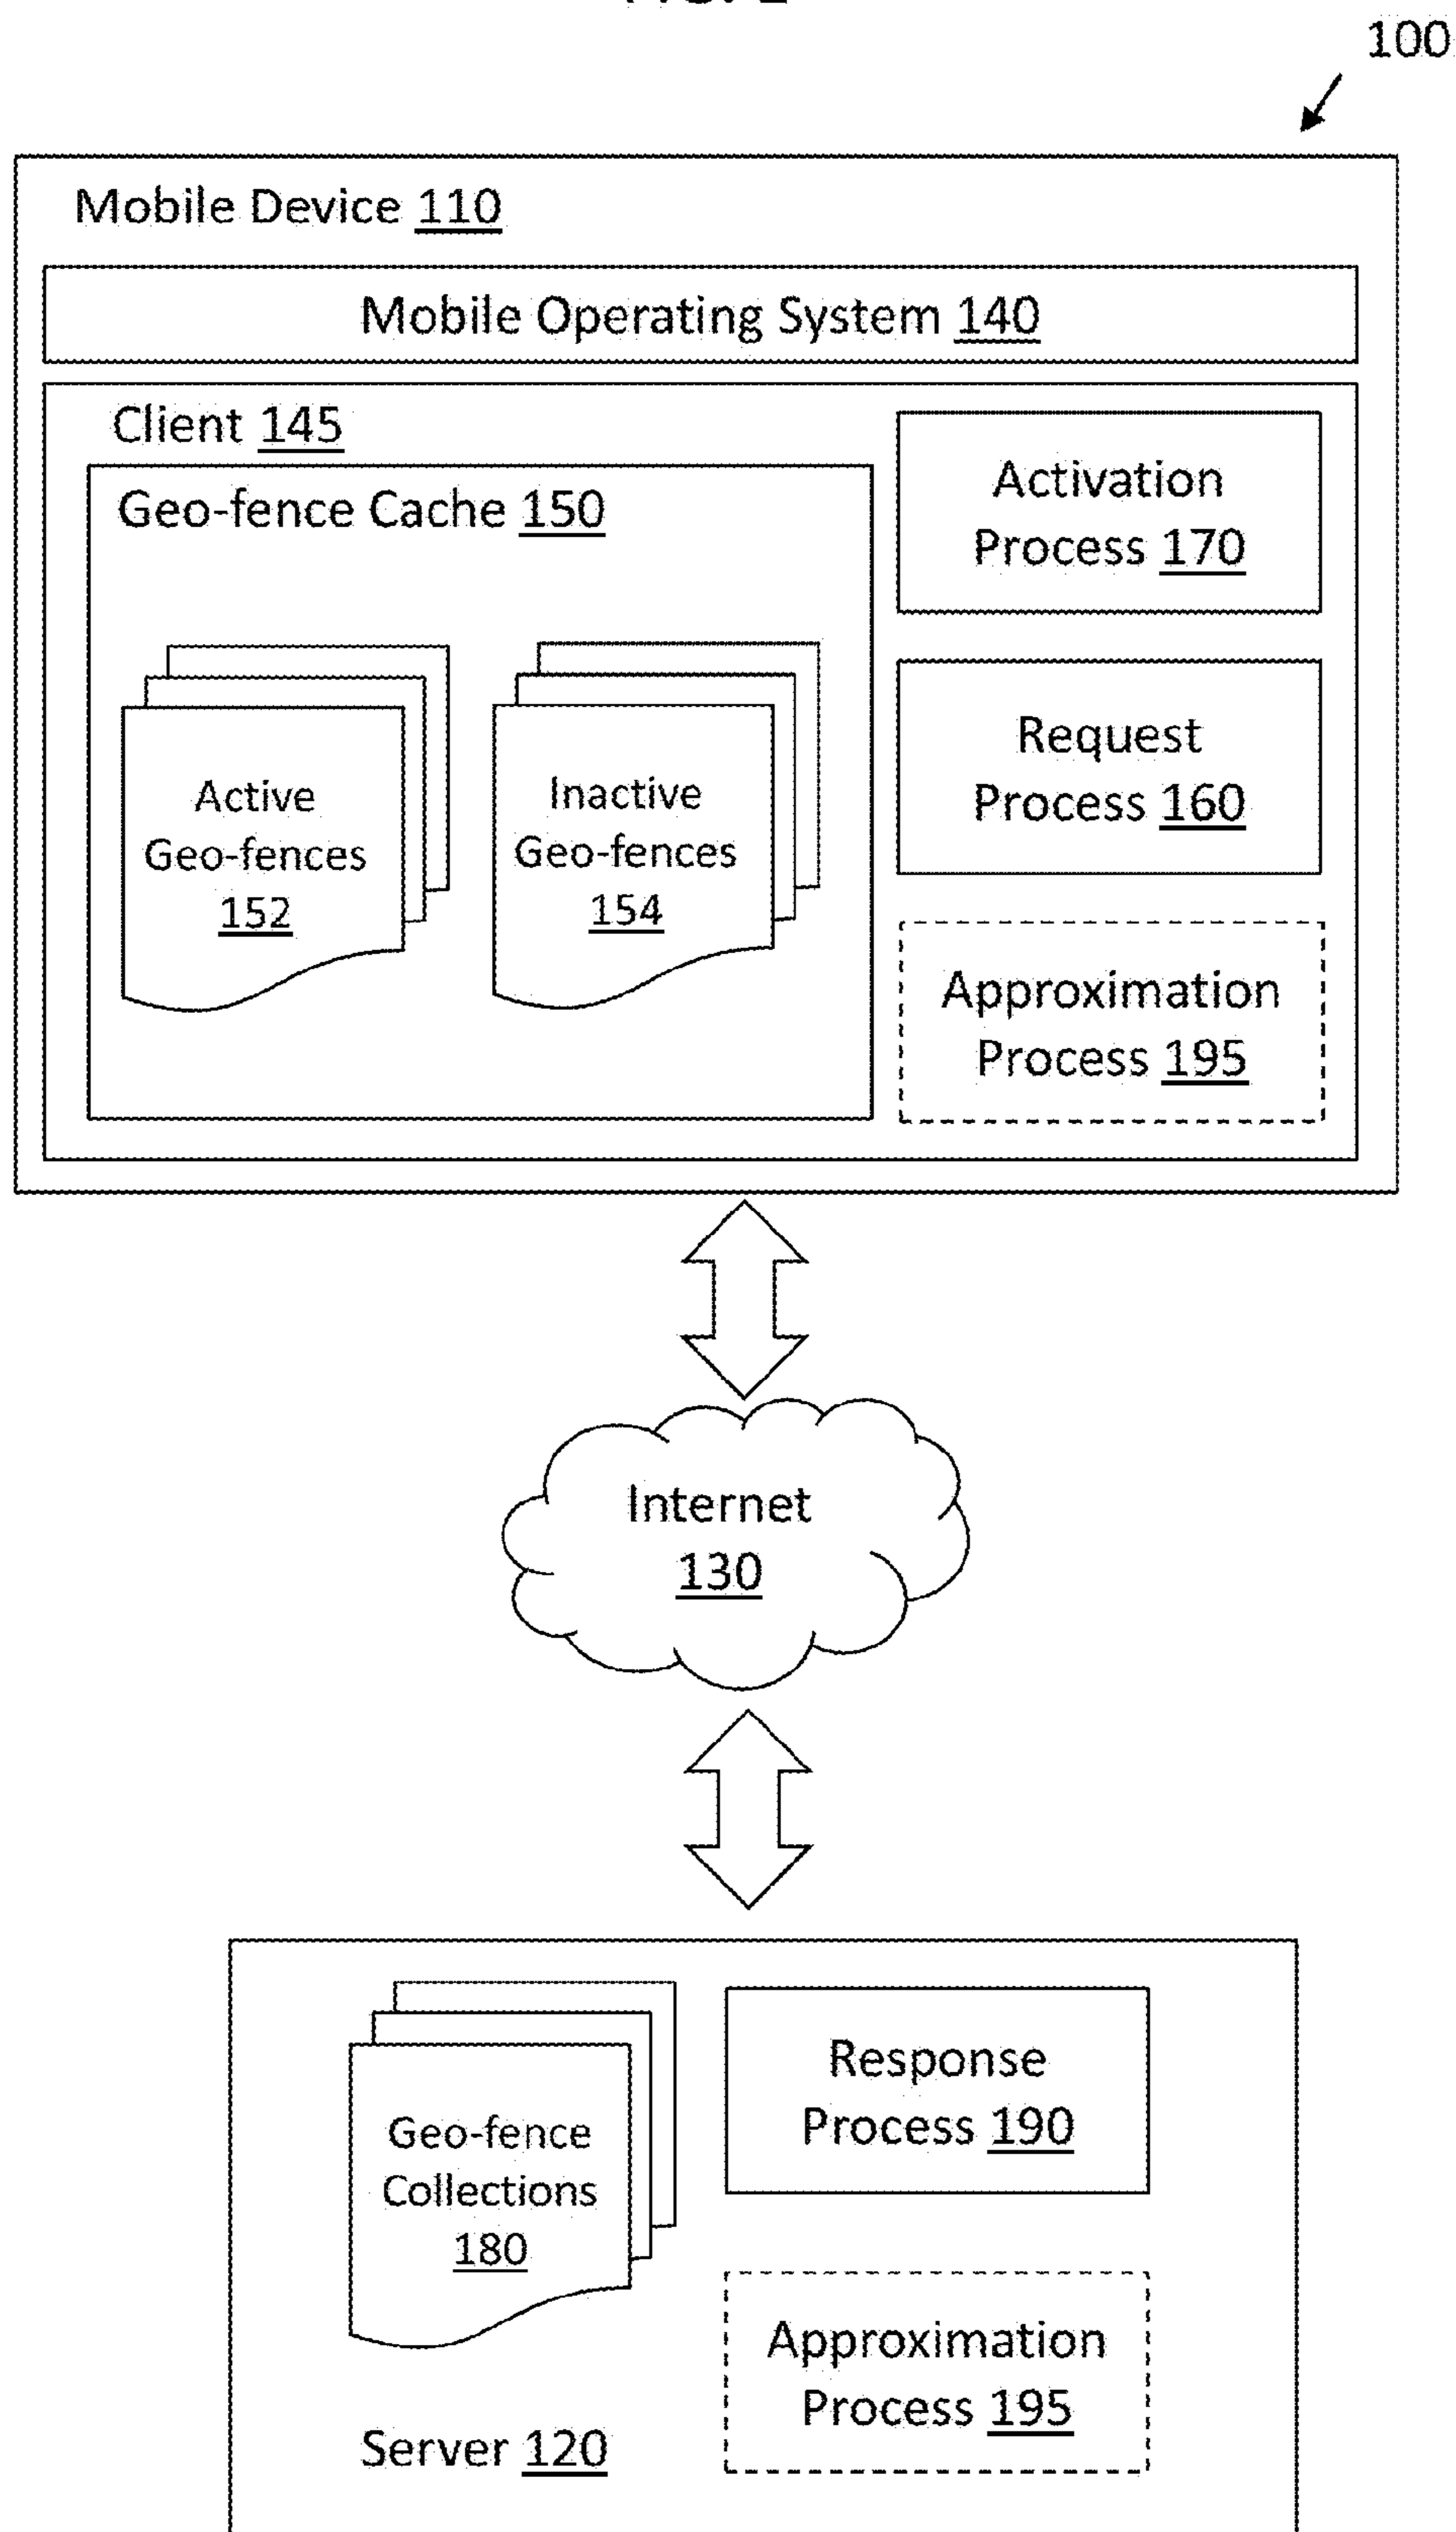 100
Mobile Device 110
Mobile Operating System 140
Client 145
Geo-fence Cache 150
Active
Geo-fences
152
Inactive
Geo-fences
154
Activation
Process 170
Request
Process 160
Approximation
Process 195
Internet
130
Geo-fence
Collections
180
Response
Process 190
Approximation
Process 195
Server 120